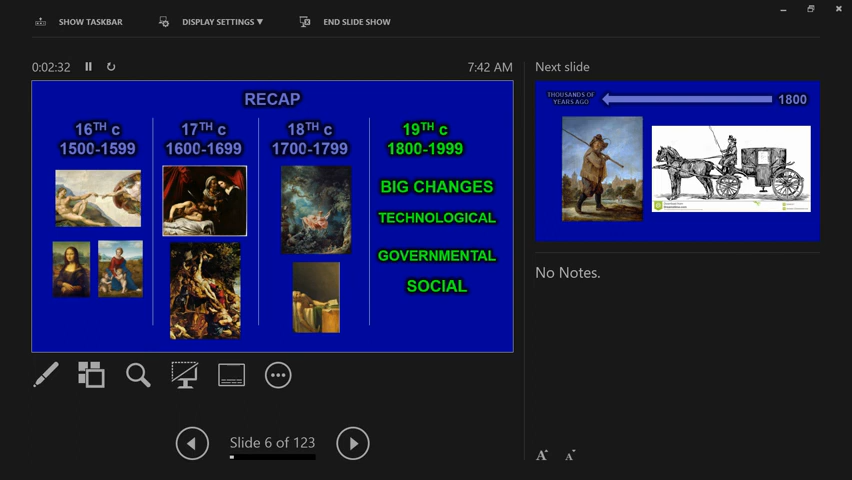 SHOW TASKBAR
DISPLAY SETTINGS ▼
END SLIDE SHOW
0:02:32
7:42 AM
RECAP
16TH c
1500-1599
17TH c
1600-1699
18TH c
1700-1799
19TH c
1800-1999
BIG CHANGES
TECHNOLOGICAL
GOVERNMENTAL
SOCIAL
Slide 6 of 123
Next slide
THOUSANDS OF
YEARS AGO
1800
No Notes.
A A